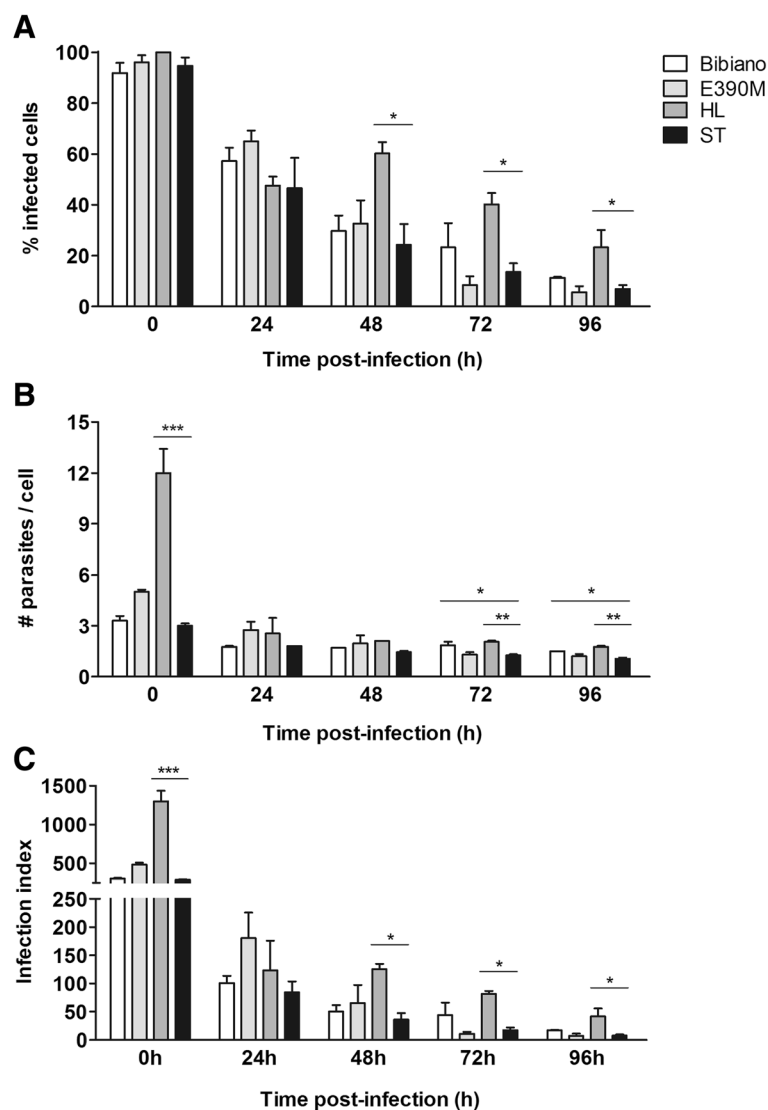 A
% infected cells
100
80
60
40
20
0
*
*
*
0 24 48 72 96
Time post-infection (h)
Bibiano
E390M
HL
ST
B
# parasites / cell
15
12
9
6
3
0
***
*
**
*
**
0 24 48 72 96
Time post-infection (h)
C
Infection index
1500
1000
500
250
200
150
100
50
0
***
*
*
*
0h 24h 48h 72h 96h
Time post-infection (h)